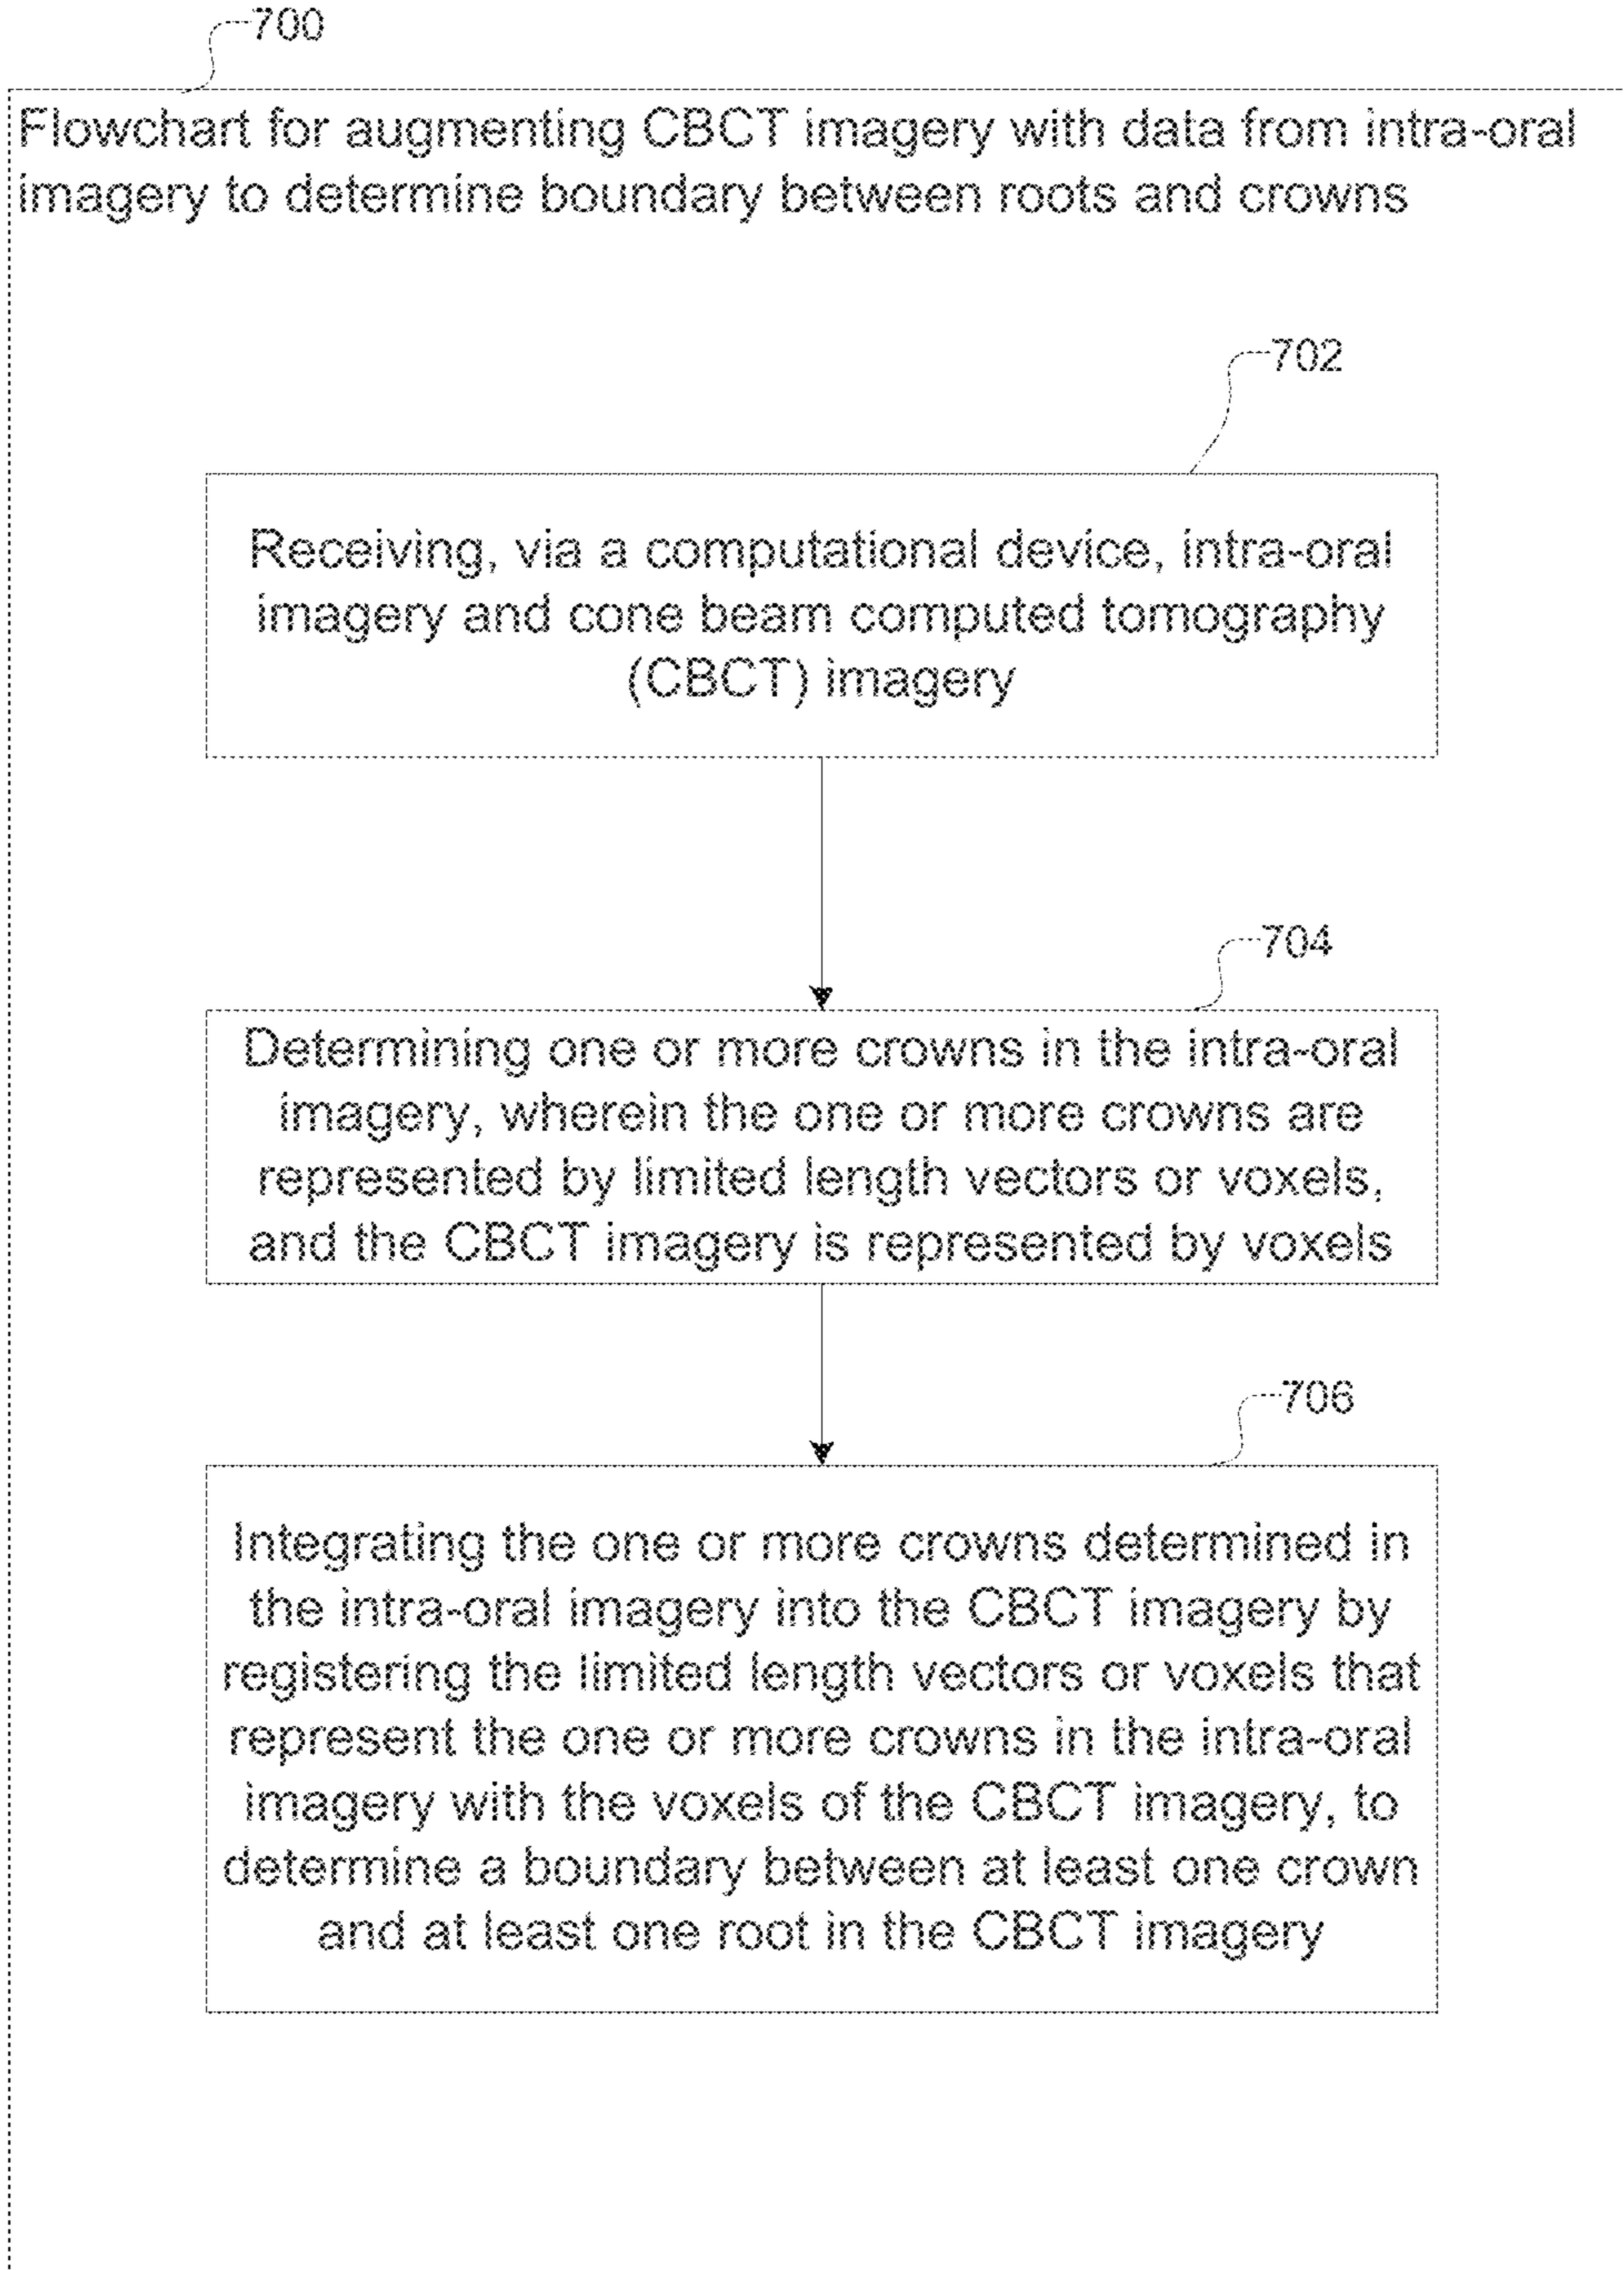 700
Flowchart for augmenting CBCT imagery with data from intra-oral
imagery to determine boundary between roots and crowns
702
Receiving, via a computational device, intra-oral
imagery and cone beam computed tomography
(CBCT) imagery
704
Determining one or more crowns in the intra-oral
imagery, wherein the one or more crowns are
represented by limited length vectors or voxels,
and the CBCT imagery is represented by voxels
706
Integrating the one or more crowns determined in
the intra-oral imagery into the CBCT imagery by
registering the limited length vectors or voxels that
represent the one or more crowns in the intra-oral
imagery with the voxels of the CBCT imagery, to
determine a boundary between at least one crown
and at least one root in the CBCT imagery